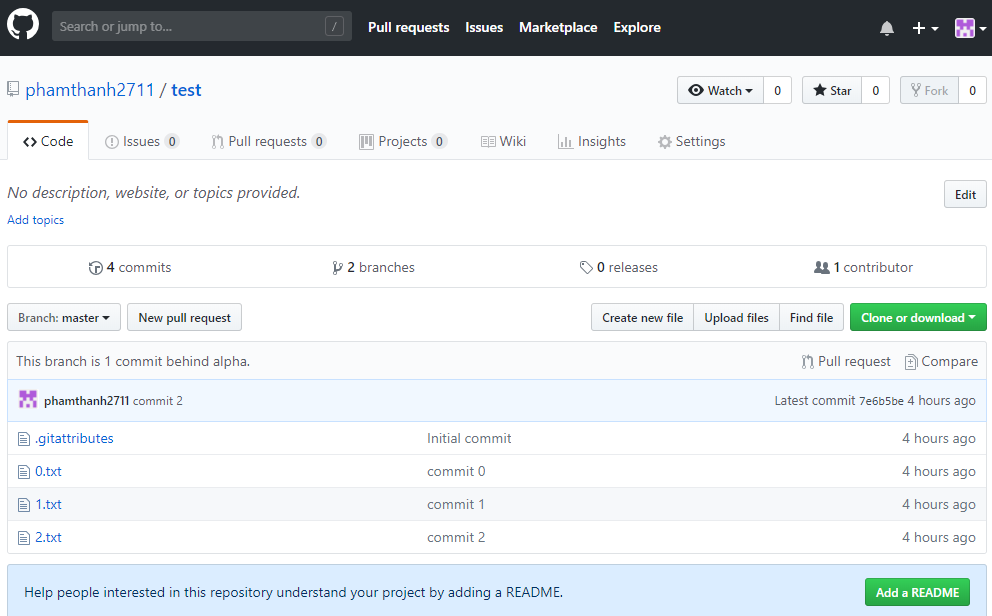 Search or jump to... /
Pull requests Issues Marketplace Explore
phamthanh2711 / test
Watch 0 Star 0 Fork 0
Code Issues 0 Pull requests 0 Projects 0 Wiki Insights Settings
No description, website, or topics provided. Edit
Add topics
4 commits 2 branches 0 releases 1 contributor
Branch: master New pull request Create new file Upload files Find file Clone or download
This branch is 1 commit behind alpha. Pull request Compare
phamthanh2711 commit 2 Latest commit 7e6b5be 4 hours ago
.gitattributes Initial commit 4 hours ago
0.txt commit 0 4 hours ago
1.txt commit 1 4 hours ago
2.txt commit 2 4 hours ago
Help people interested in this repository understand your project by adding a README. Add a README